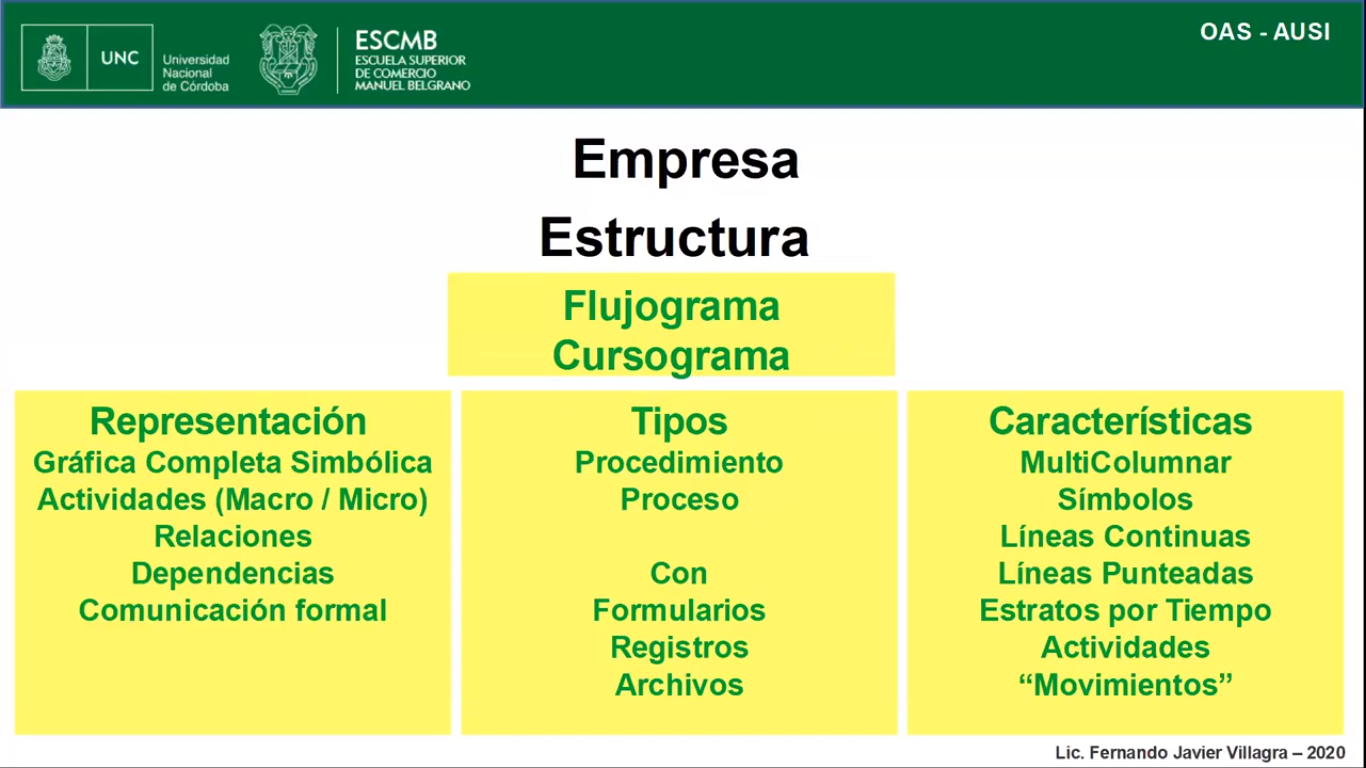 UNC
Universidad
Nacional
de Córdoba
ESCMB
ESCUELA SUPERIOR
DE COMERCIO
MANUEL BELGRANO
OAS - AUSI
Empresa
Estructura
Flujograma
Cursograma
Representación
Gráfica Completa Simbólica
Actividades (Macro / Micro)
Relaciones
Dependencias
Comunicación formal
Tipos
Procedimiento
Proceso
Con
Formularios
Registros
Archivos
Características
MultiColumnar
Símbolos
Líneas Continuas
Líneas Punteadas
Estratos por Tiempo
Actividades
“Movimientos”
Lic. Fernando Javier Villagra – 2020